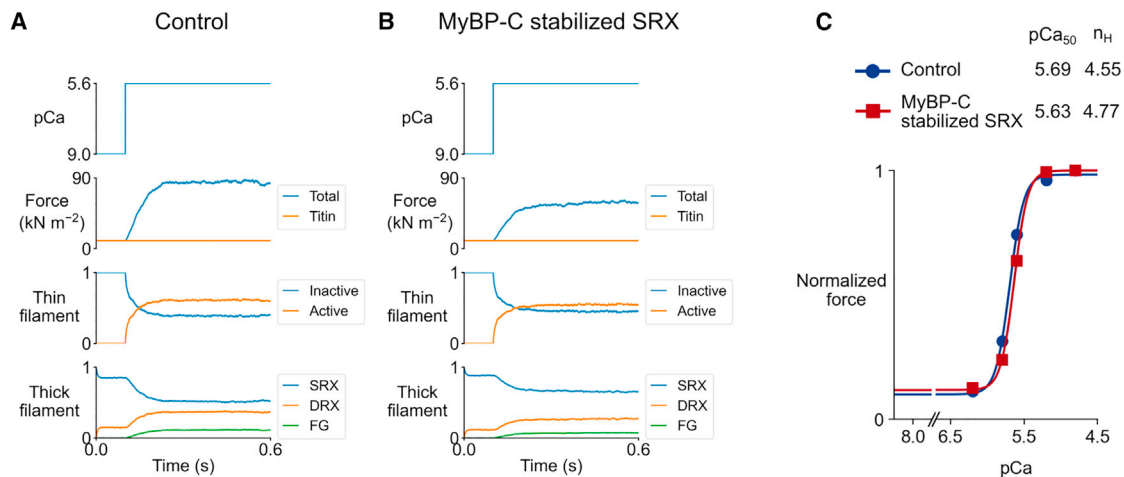 A
Control
5.6
pCa
9.0
90
Force
(kN m⁻²)
0
Total
Titin
1
Thin
filament
0
Inactive
Active
1
Thick
filament
0
SRX
DRX
FG
0.0
0.6
Time (s)
B
MyBP-C stabilized SRX
5.6
pCa
9.0
90
Force
(kN m⁻²)
0
Total
Titin
1
Thin
filament
0
Inactive
Active
1
Thick
filament
0
SRX
DRX
FG
0.0
0.6
Time (s)
C
pCa₅₀ n_H
Control 5.69 4.55
MyBP-C
stabilized SRX 5.63 4.77
1
Normalized
force
0
8.0 6.5 5.5 4.5
pCa